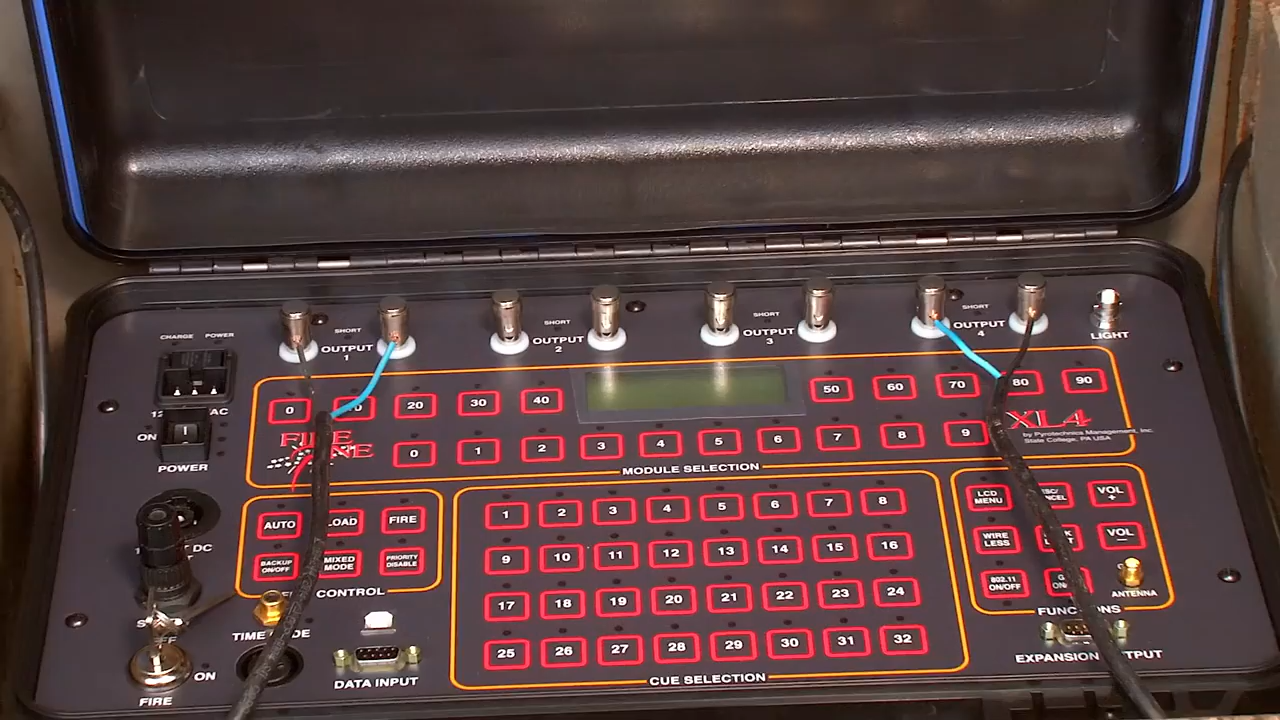 CHARGE POWER
SHORT
OUTPUT
1
SHORT
OUTPUT
2
SHORT
OUTPUT
3
SHORT
OUTPUT
4
LIGHT
AC
ON
POWER
0 20 30 40 50 60 70 80 90
FIRE
XL4
by Pyrotechnics Management, Inc.
State College, PA USA
0 1 2 3 4 5 6 7 8 9
MODULE SELECTION
AUTO LOAD FIRE
BACKUP
ON/OFF
MIXED
MODE
PRIORITY
DISABLE
CONTROL
1 2 3 4 5 6 7 8
9 10 11 12 13 14 15 16
17 18 19 20 21 22 23 24
25 26 27 28 29 30 31 32
CUE SELECTION
LCD
MENU
VOL
+
WIRE
LESS
VOL
802.11
ON/OFF
ANTENNA
FUNCTIONS
DC
ON
FIRE
DATA INPUT